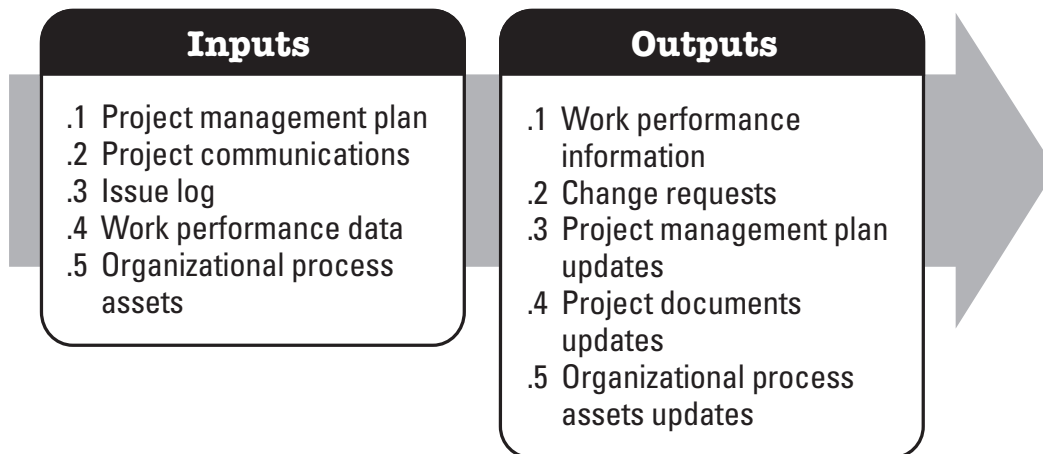 Inputs
.1 Project management plan
.2 Project communications
.3 Issue log
.4 Work performance data
.5 Organizational process
assets
Outputs
.1 Work performance
information
.2 Change requests
.3 Project management plan
updates
.4 Project documents
updates
.5 Organizational process
assets updates